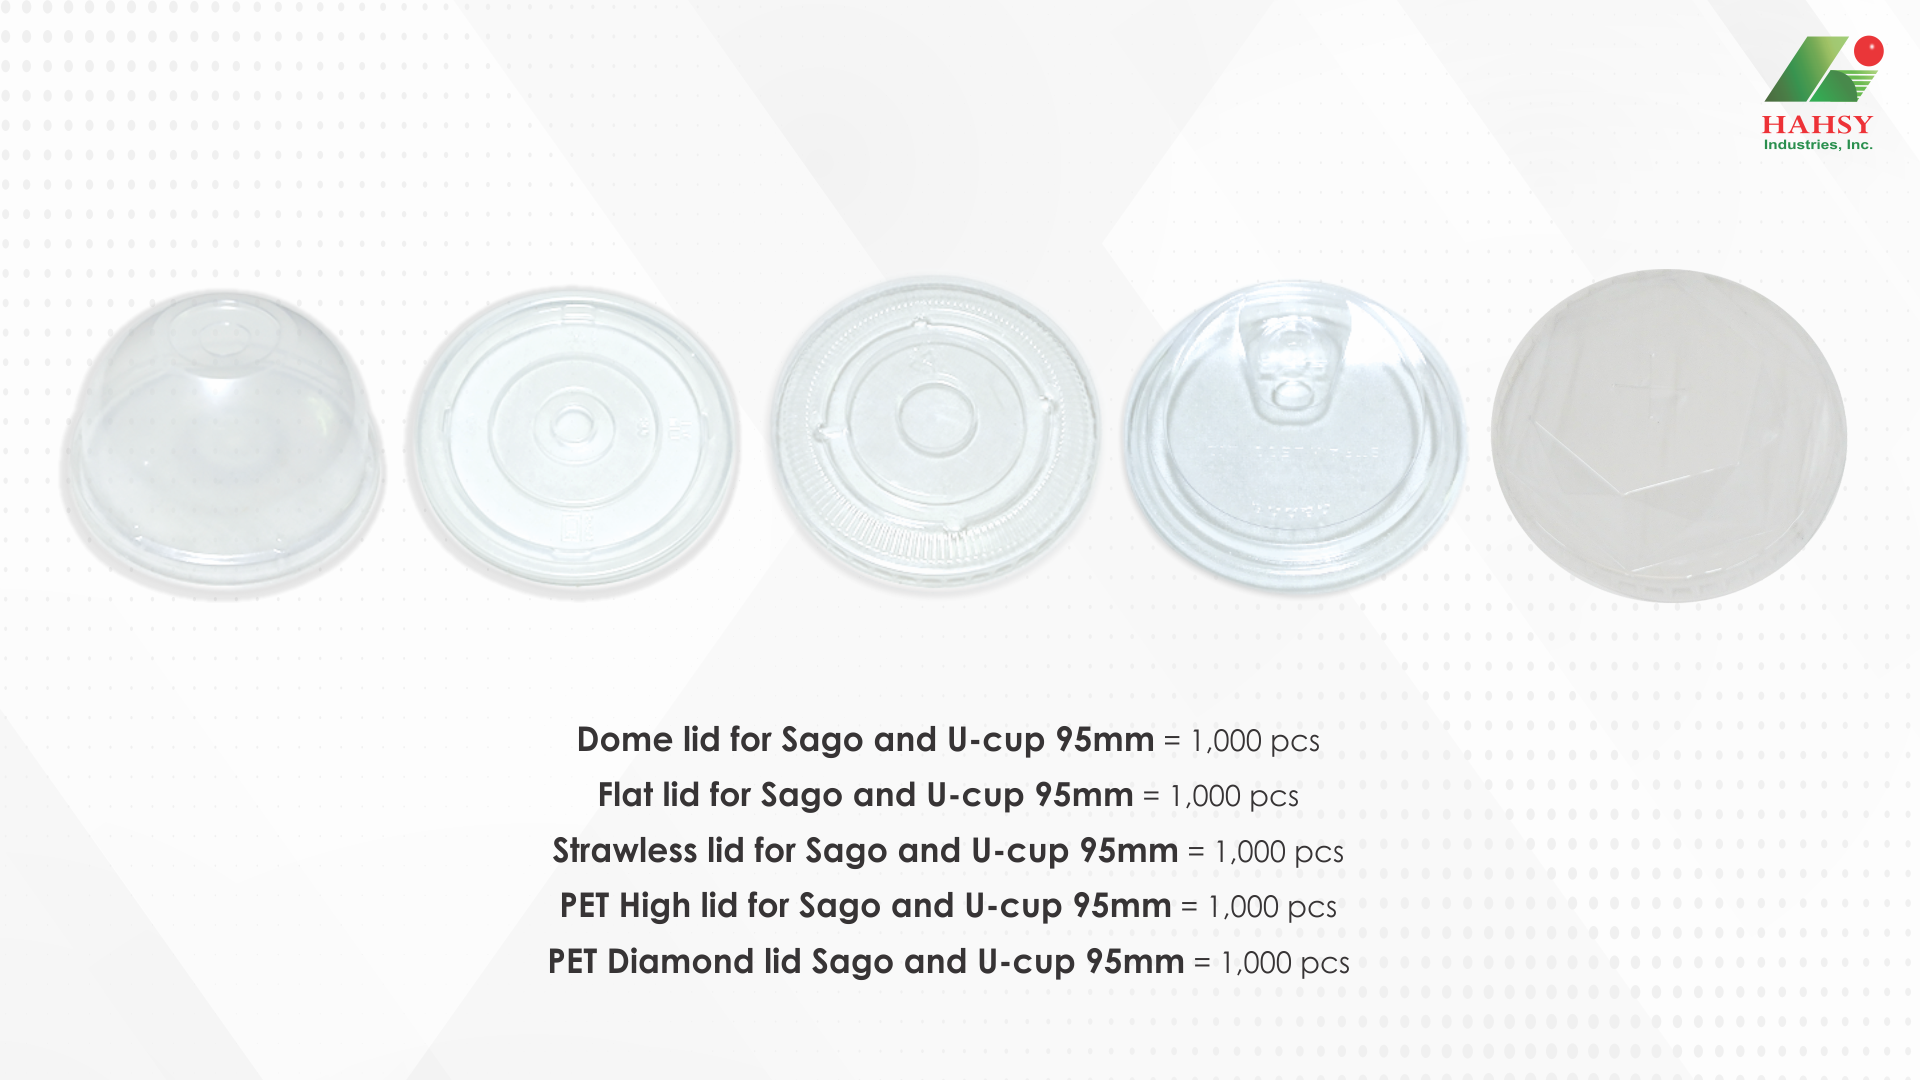 HAHSY
Industries, Inc.
Dome lid for Sago and U-cup 95mm = 1,000 pcs
Flat lid for Sago and U-cup 95mm = 1,000 pcs
Strawless lid for Sago and U-cup 95mm = 1,000 pcs
PET High lid for Sago and U-cup 95mm = 1,000 pcs
PET Diamond lid Sago and U-cup 95mm = 1,000 pcs